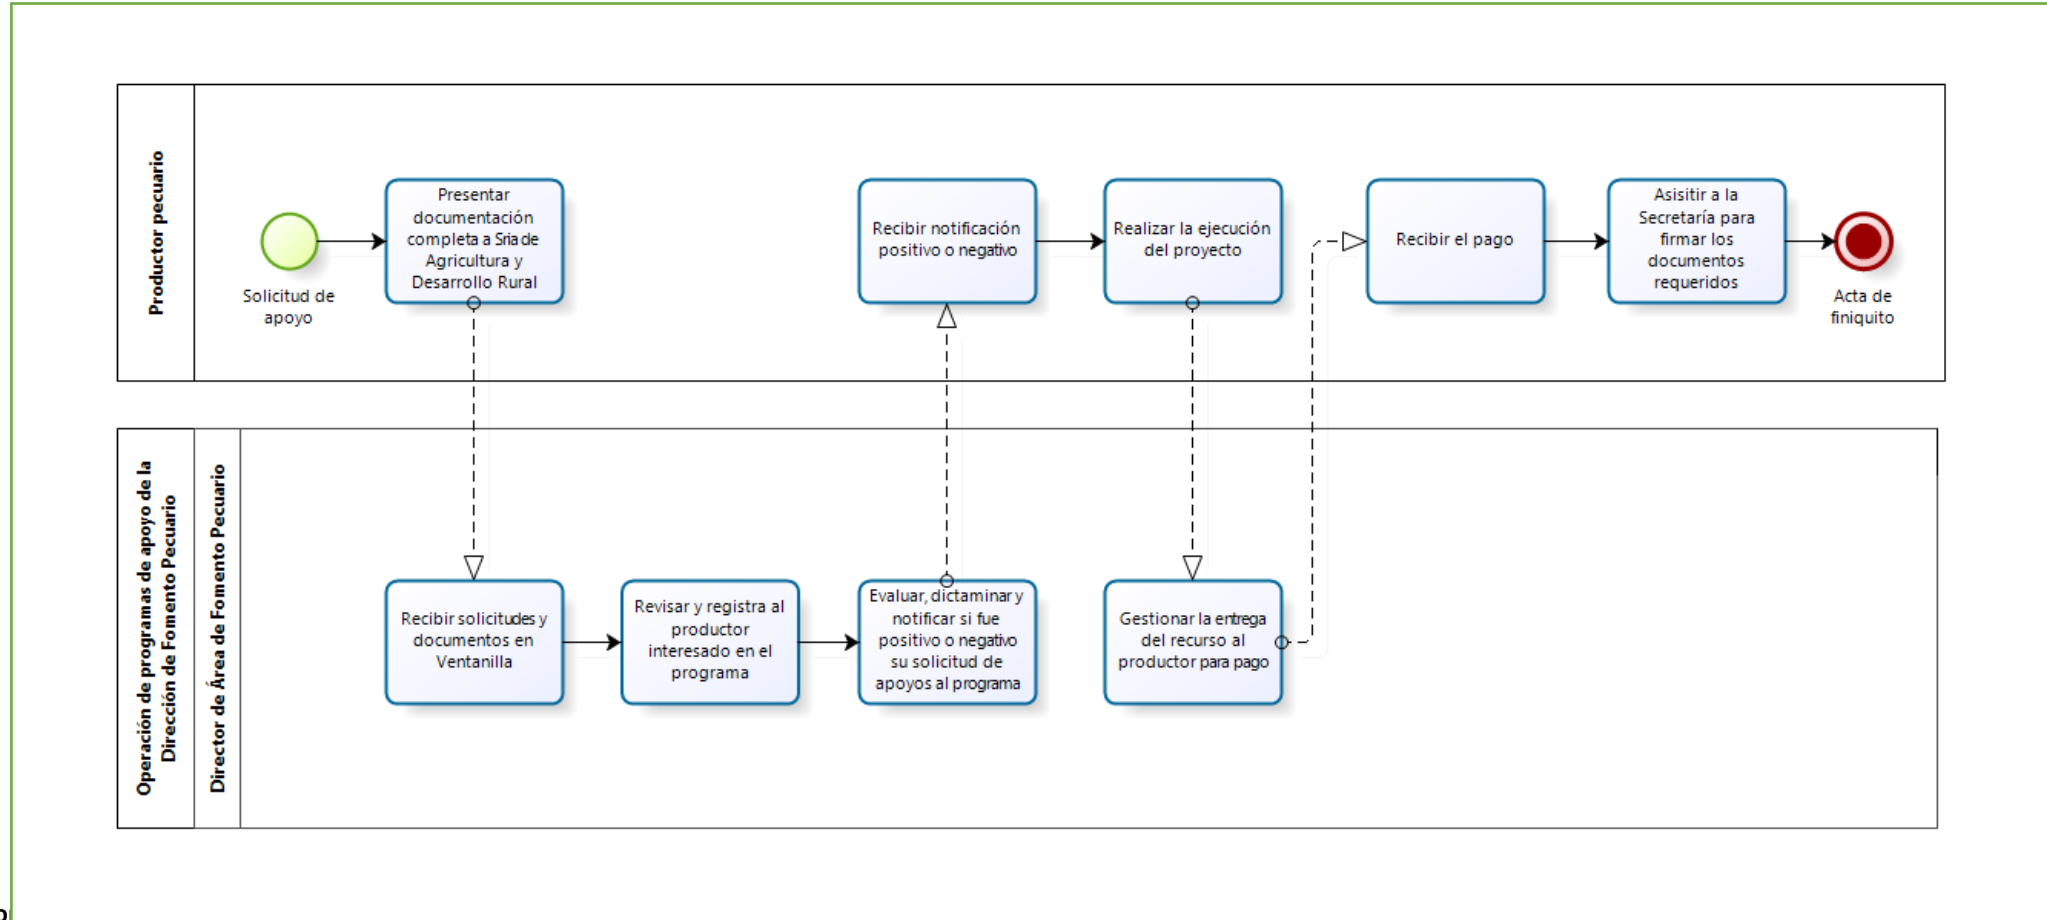 Productor pecuario
Solicitud de
apoyo
Presentar
documentación
completa a Sria de
Agricultura y
Desarrollo Rural
Recibir notificación
positivo o negativo
Realizar la ejecución
del proyecto
Recibir el pago
Asisitir a la
Secretaría para
firmar los
documentos
requeridos
Acta de
finiquito
Operación de programas de apoyo de la
Dirección de Fomento Pecuario
Director de Área de Fomento Pecuario
Recibir solicitudes y
documentos en
Ventanilla
Revisar y registra al
productor
interesado en el
programa
Evaluar, dictaminar y
notificar si fue
positivo o negativo
su solicitud de
apoyos al programa
Gestionar la entrega
del recurso al
productor para pago